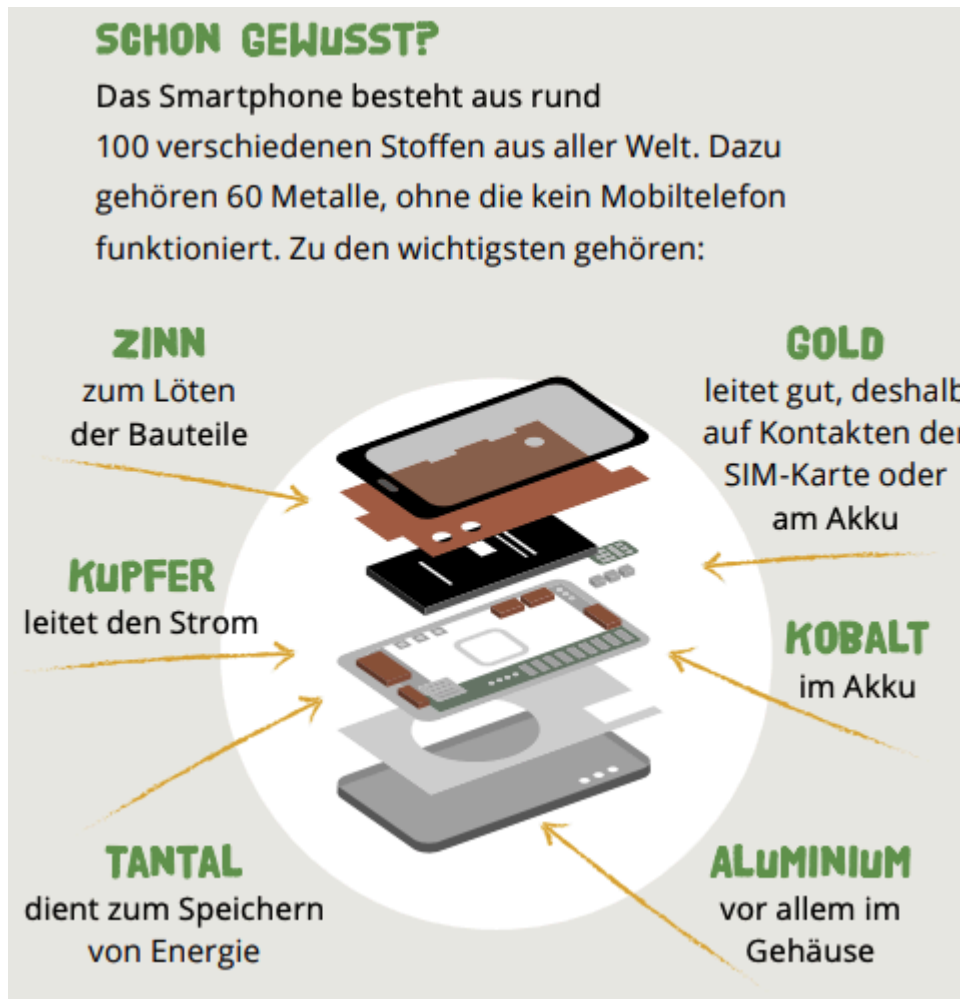 SCHON GEWUSST?
Das Smartphone besteht aus rund
100 verschiedenen Stoffen aus aller Welt. Dazu
gehören 60 Metalle, ohne die kein Mobiltelefon
funktioniert. Zu den wichtigsten gehören:
ZINN
zum Löten
der Bauteile
GOLD
leitet gut, deshalb
auf Kontakten der
SIM-Karte oder
am Akku
KUPFER
leitet den Strom
KOBALT
im Akku
TANTAL
dient zum Speichern
von Energie
ALUMINIUM
vor allem im
Gehäuse